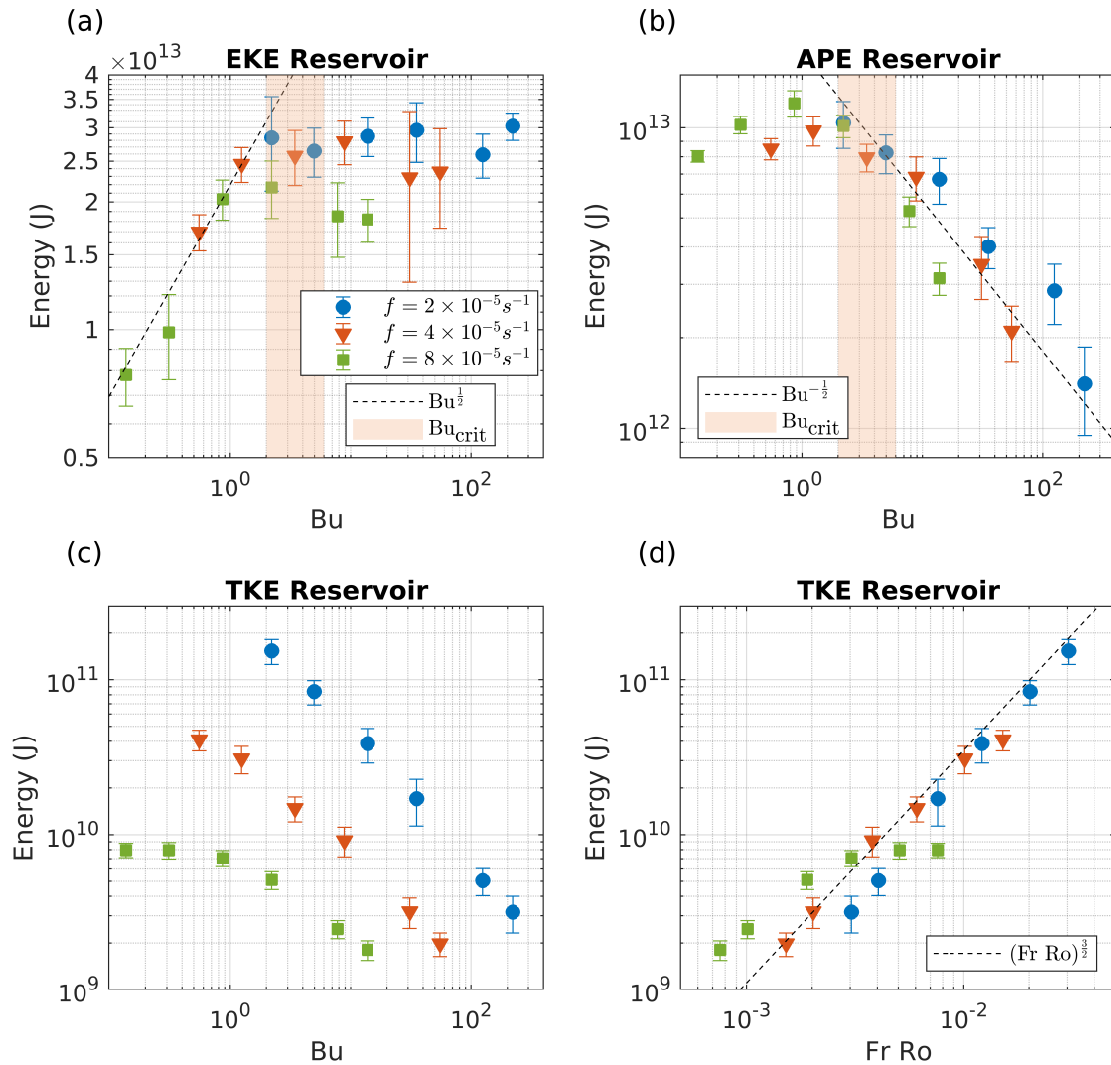 (a)
EKE Reservoir
×10^13
4
3.5
3
2.5
2
1.5
1
0.5
Energy (J)
10^0
10^2
Bu
f = 2 × 10^-5 s^-1
f = 4 × 10^-5 s^-1
f = 8 × 10^-5 s^-1
Bu^1/2
Bu_crit
(b)
APE Reservoir
10^13
10^12
Energy (J)
10^0
10^2
Bu
Bu^-1/2
Bu_crit
(c)
TKE Reservoir
10^11
10^10
10^9
Energy (J)
10^0
10^2
Bu
(d)
TKE Reservoir
10^11
10^10
10^9
Energy (J)
10^-3
10^-2
Fr Ro
(Fr Ro)^3/2